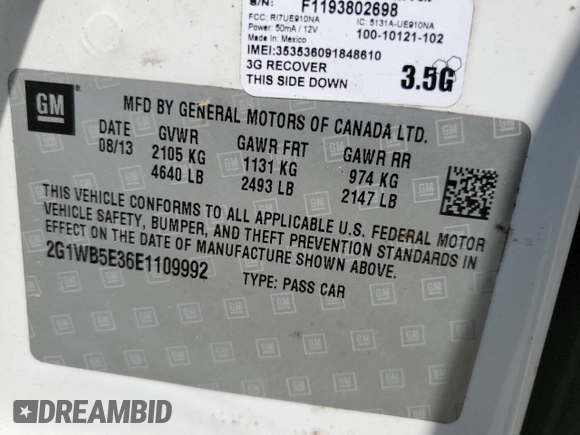 S/N: F1193802698
FCC: RI7UE910NA IC: 5131A-UE910NA
Power: 50mA / 12V
Made in Mexico 100-10121-102
IMEI:353536091848610
3G RECOVER
THIS SIDE DOWN 3.5G
GM
MFD BY GENERAL MOTORS OF CANADA LTD.
DATE GVWR GAWR FRT GAWR RR
08/13 2105 KG 1131 KG 974 KG
4640 LB 2493 LB 2147 LB
THIS VEHICLE CONFORMS TO ALL APPLICABLE U.S. FEDERAL MOTOR
VEHICLE SAFETY, BUMPER, AND THEFT PREVENTION STANDARDS IN
EFFECT ON THE DATE OF MANUFACTURE SHOWN ABOVE.
2G1WB5E36E1109992 TYPE: PASS CAR
DREAMBID